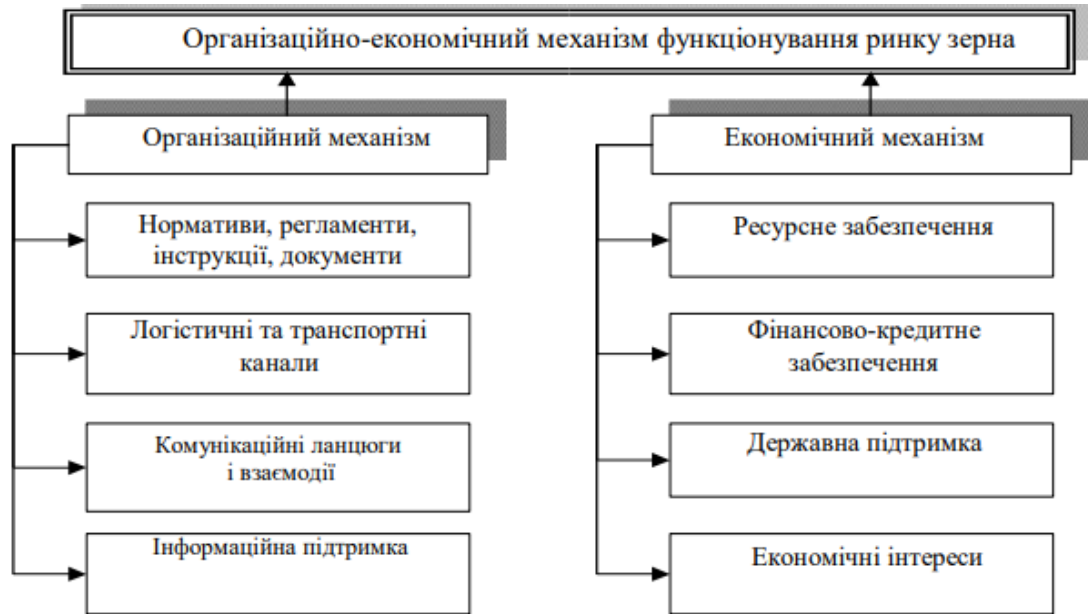 Організаційно-економічний механізм функціонування ринку зерна
Організаційний механізм
Нормативи, регламенти,
інструкції, документи
Логістичні та транспортні
канали
Комунікаційні ланцюги
і взаємодії
Інформаційна підтримка
Економічний механізм
Ресурсне забезпечення
Фінансово-кредитне
забезпечення
Державна підтримка
Економічні інтереси